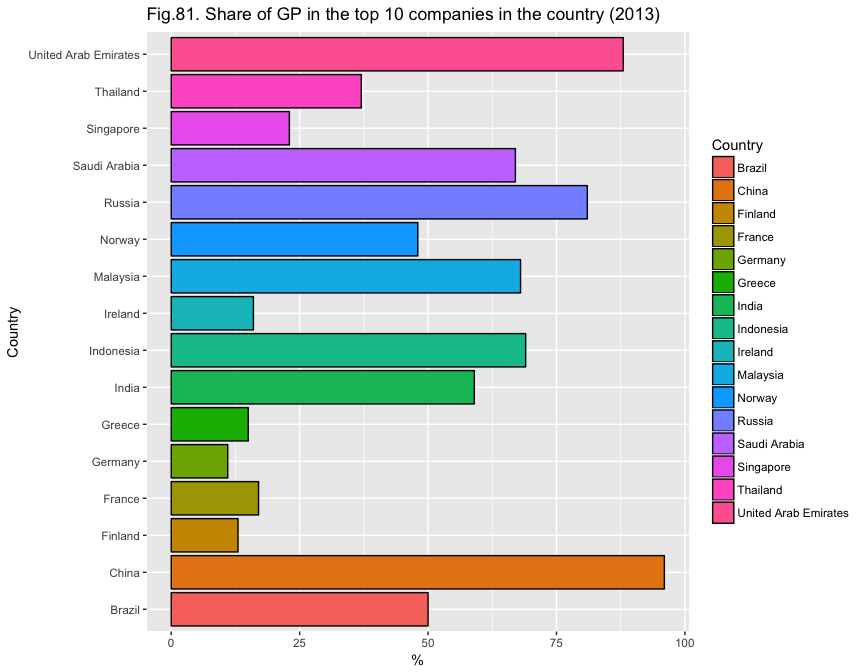 Fig.81. Share of GP in the top 10 companies in the country (2013)
United Arab Emirates
Thailand
Singapore
Saudi Arabia
Russia
Norway
Malaysia
Ireland
Indonesia
India
Greece
Germany
France
Finland
China
Brazil
Country
0 25 50 75 100
%
Country
Brazil
China
Finland
France
Germany
Greece
India
Indonesia
Ireland
Malaysia
Norway
Russia
Saudi Arabia
Singapore
Thailand
United Arab Emirates